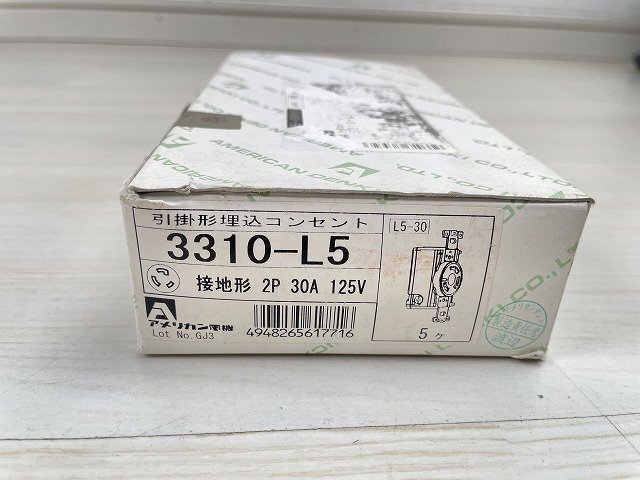 AMERICAN DENKI
引掛形埋込コンセント
3310-L5
接地形 2P 30A 125V
アメリカン電機
Lot No.GJ3
4948265617716
L5-30
5ヶ
ELCO., L